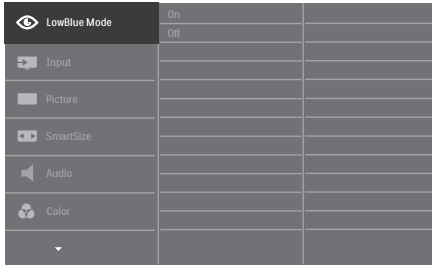 LowBlue Mode
On
Off
Input
Picture
SmartSize
Audio
Color